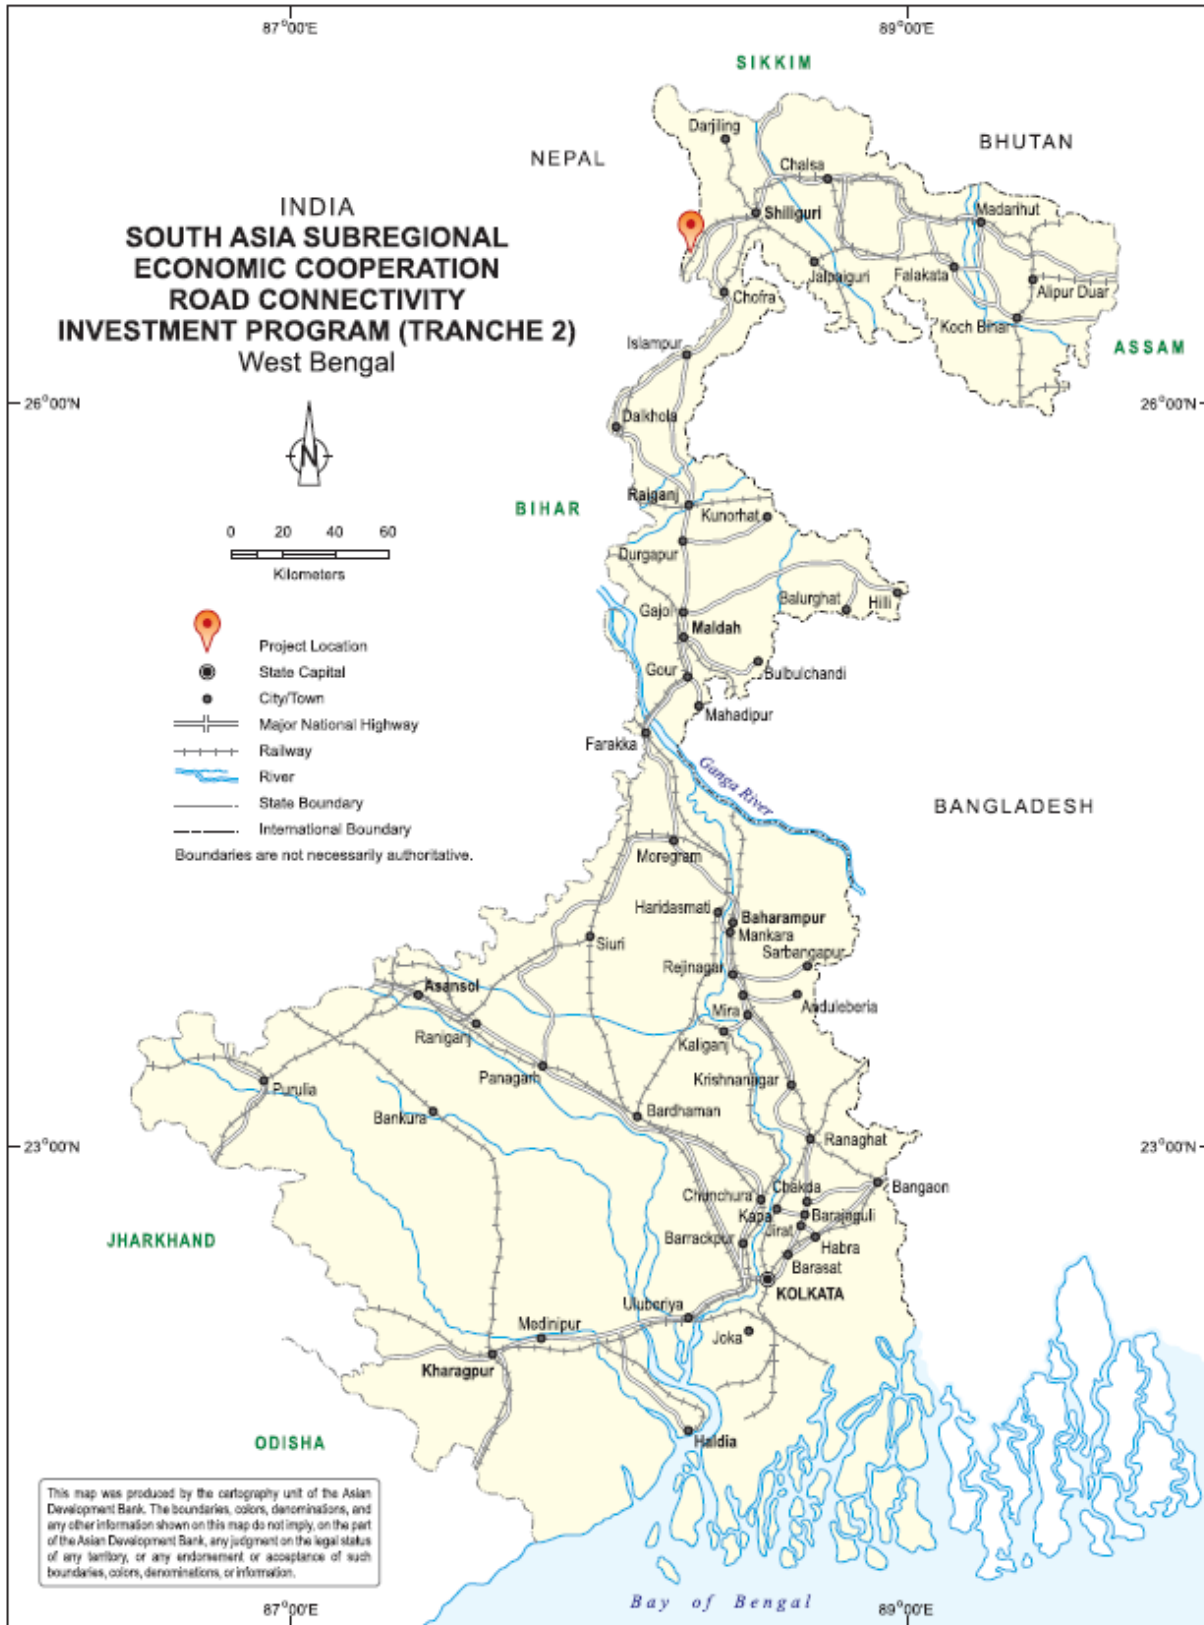 87°00'E
89°00'E
SIKKIM
Darjiling
NEPAL
BHUTAN
Chalsa
INDIA
SOUTH ASIA SUBREGIONAL
ECONOMIC COOPERATION
ROAD CONNECTIVITY
INVESTMENT PROGRAM (TRANCHE 2)
West Bengal
Shiliguri
Madarihut
Jalpaiguri
Falakata
Alipur Duar
Chofra
Koch Bihar
ASSAM
Islampur
26°00'N
26°00'N
Dalkhola
N
BIHAR
Raiganj
Kunorhat
0 20 40 60
Kilometers
Durgapur
Balurghat
Hilli
Gajol
Maldah
Project Location
State Capital
City/Town
Major National Highway
Railway
River
State Boundary
International Boundary
Boundaries are not necessarily authoritative.
Gour
Bulbulchandi
Mahadipur
Farakka
Ganga River
BANGLADESH
Moregram
Haridasmati
Baharampur
Mankara
Siuri
Sarbangapur
Rejinagar
Asansol
Anduleberia
Mira
Raniganj
Kaliganj
Panagarh
Krishnanagar
Purulia
Bankura
Bardhaman
Ranaghat
23°00'N
23°00'N
Chunchura
Chakda
Bangaon
Kapa
Barajaguli
Jirat
Barrackpur
Habra
JHARKHAND
Barasat
KOLKATA
Uluberiya
Medinipur
Joka
Kharagpur
Haldia
ODISHA
This map was produced by the cartography unit of the Asian
Development Bank. The boundaries, colors, denominations, and
any other information shown on this map do not imply, on the part
of the Asian Development Bank, any judgment on the legal status
of any territory, or any endorsement or acceptance of such
boundaries, colors, denominations, or information.
Bay of Bengal
87°00'E
89°00'E